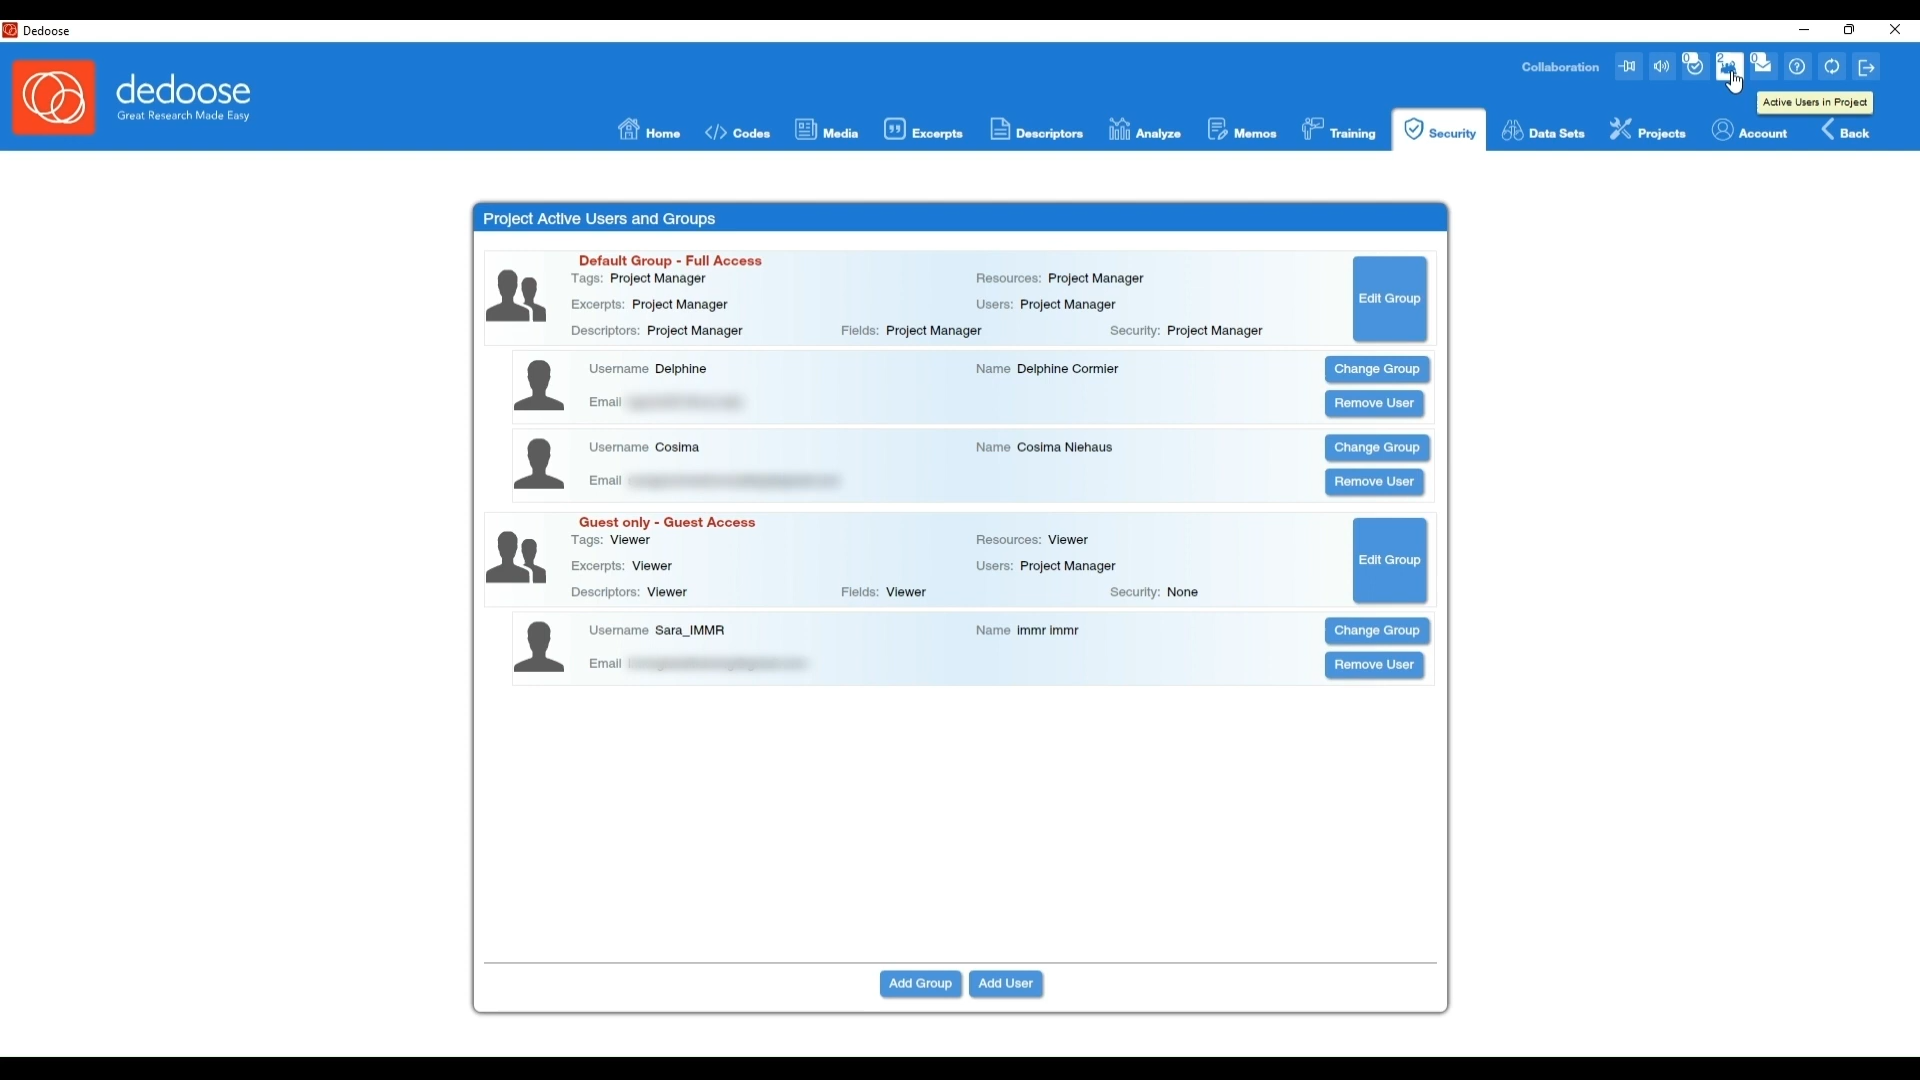 Dedoose
dedoose
Great Research Made Easy
Collaboration
0
2
0
Active Users in Project
Home
</> Codes
Media
Excerpts
Descriptors
Analyze
Memos
Training
Security
Data Sets
Projects
Account
Back
Project Active Users and Groups
Default Group - Full Access
Tags: Project Manager
Resources: Project Manager
Excerpts: Project Manager
Users: Project Manager
Descriptors: Project Manager
Fields: Project Manager
Security: Project Manager
Edit Group
Username Delphine
Name Delphine Cormier
Email
Change Group
Remove User
Username Cosima
Name Cosima Niehaus
Email
Change Group
Remove User
Guest only - Guest Access
Tags: Viewer
Resources: Viewer
Excerpts: Viewer
Users: Project Manager
Descriptors: Viewer
Fields: Viewer
Security: None
Edit Group
Username Sara_IMMR
Name immr immr
Email
Change Group
Remove User
Add Group
Add User